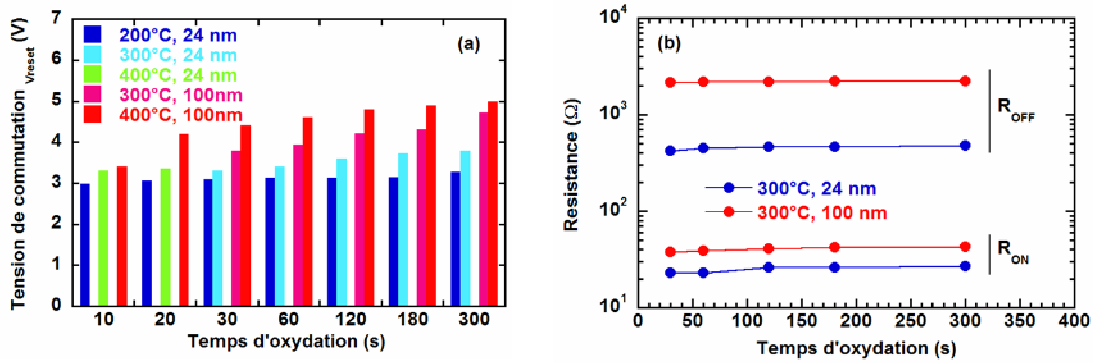 (a)
200°C, 24 nm
300°C, 24 nm
400°C, 24 nm
300°C, 100nm
400°C, 100nm
Tension de commutation Vreset (V)
7
6
5
4
3
2
1
0
10 20 30 60 120 180 300
Temps d'oxydation (s)
(b)
Resistance (Ω)
10^4
10^3
10^2
10^1
R_OFF
300°C, 24 nm
300°C, 100 nm
R_ON
0 50 100 150 200 250 300 350 400
Temps d'oxydation (s)